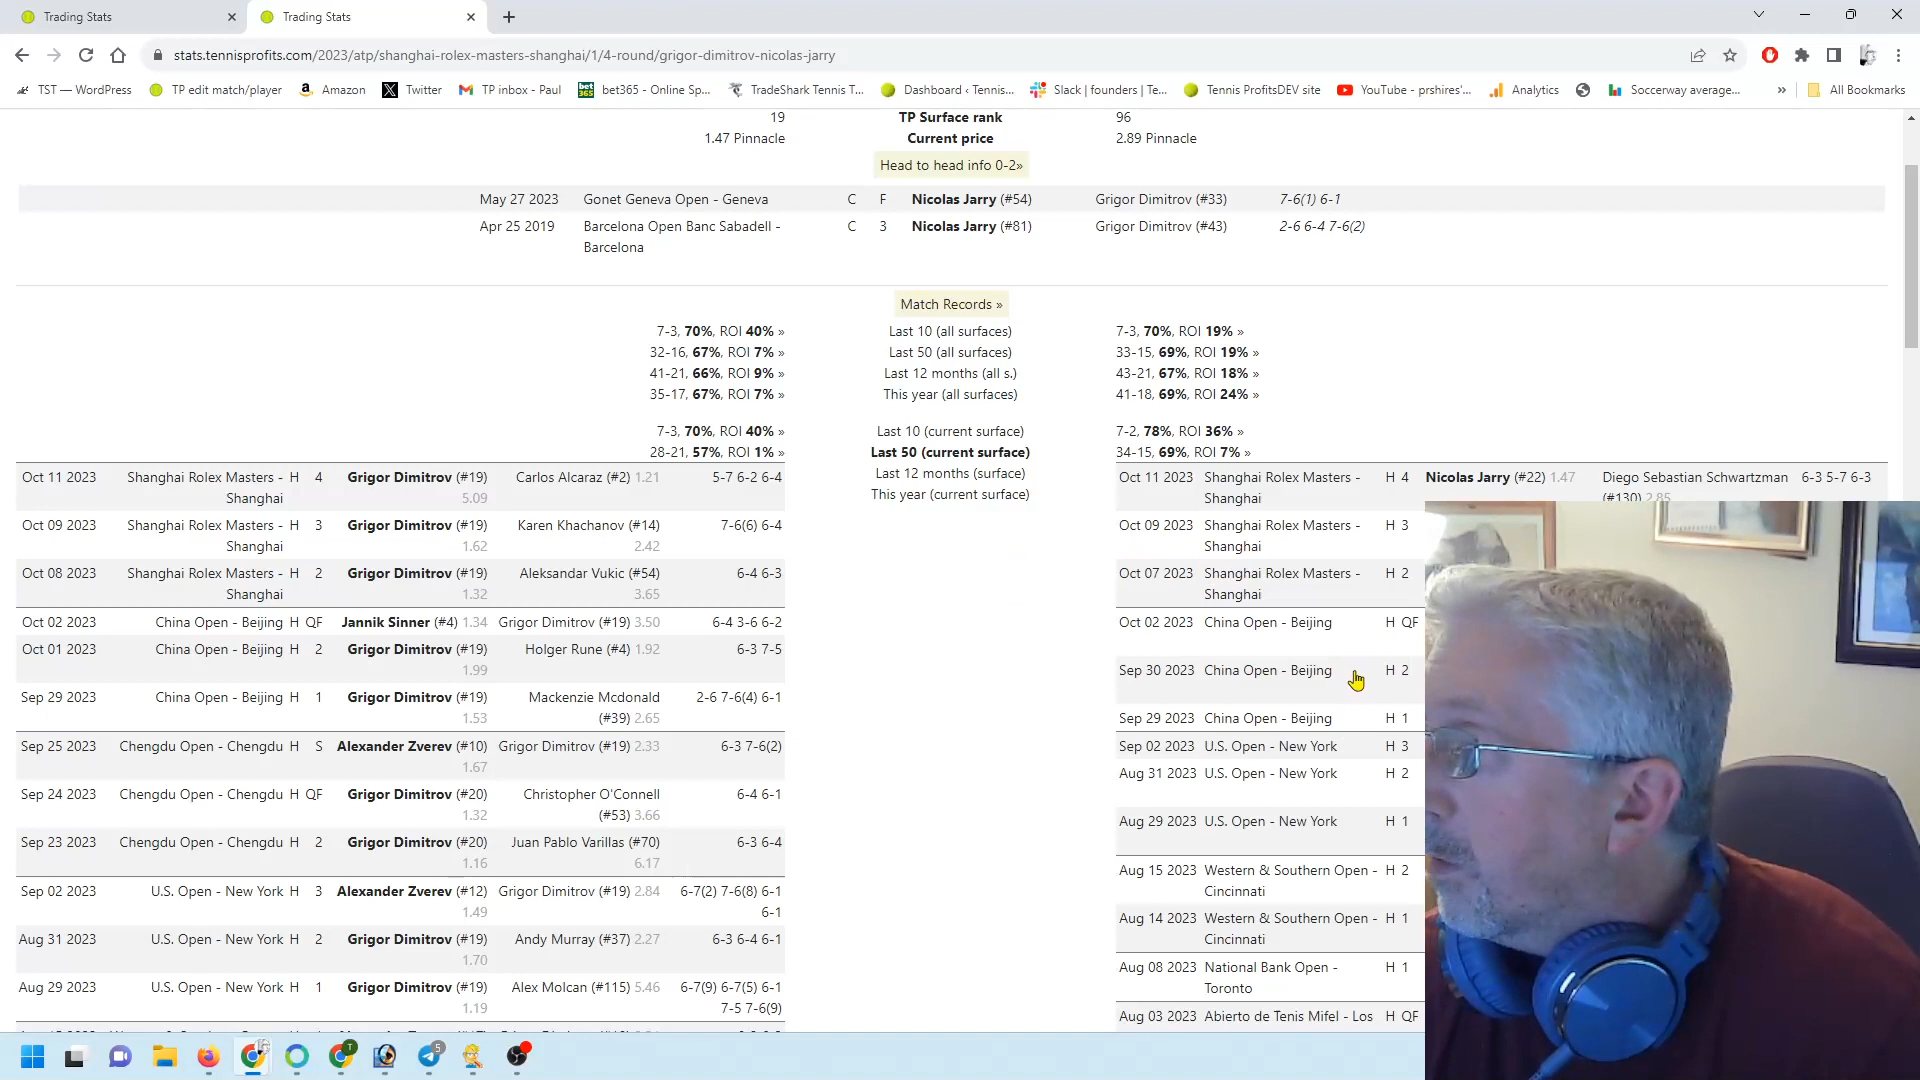 Trading Stats
Trading Stats
stats.tennisprofits.com/2023/atp/shanghai-rolex-masters-shanghai/1/4-round/grigor-dimitrov-nicolas-jarry
TST — WordPress TP edit match/player Amazon Twitter TP inbox - Paul bet365 - Online Sp... TradeShark Tennis T... Dashboard ‹ Tennis... Slack | founders | Te... Tennis ProfitsDEV site YouTube - prshires'... Analytics Soccerway average... » All Bookmarks
19 TP Surface rank 96
1.47 Pinnacle Current price 2.89 Pinnacle
Head to head info 0-2»
May 27 2023 Gonet Geneva Open - Geneva C F Nicolas Jarry (#54) Grigor Dimitrov (#33) 7-6(1) 6-1
Apr 25 2019 Barcelona Open Banc Sabadell - C 3 Nicolas Jarry (#81) Grigor Dimitrov (#43) 2-6 6-4 7-6(2)
Barcelona
Match Records »
7-3, 70%, ROI 40% » Last 10 (all surfaces) 7-3, 70%, ROI 19% »
32-16, 67%, ROI 7% » Last 50 (all surfaces) 33-15, 69%, ROI 19% »
41-21, 66%, ROI 9% » Last 12 months (all s.) 43-21, 67%, ROI 18% »
35-17, 67%, ROI 7% » This year (all surfaces) 41-18, 69%, ROI 24% »
7-3, 70%, ROI 40% » Last 10 (current surface) 7-2, 78%, ROI 36% »
28-21, 57%, ROI 1% » Last 50 (current surface) 34-15, 69%, ROI 7% »
Last 12 months (surface)
This year (current surface)
Oct 11 2023 Shanghai Rolex Masters - H 4 Grigor Dimitrov (#19) Carlos Alcaraz (#2) 1.21 5-7 6-2 6-4
Shanghai 5.09
Oct 09 2023 Shanghai Rolex Masters - H 3 Grigor Dimitrov (#19) Karen Khachanov (#14) 7-6(6) 6-4
Shanghai 1.62 2.42
Oct 08 2023 Shanghai Rolex Masters - H 2 Grigor Dimitrov (#19) Aleksandar Vukic (#54) 6-4 6-3
Shanghai 1.32 3.65
Oct 02 2023 China Open - Beijing H QF Jannik Sinner (#4) 1.34 Grigor Dimitrov (#19) 3.50 6-4 3-6 6-2
Oct 01 2023 China Open - Beijing H 2 Grigor Dimitrov (#19) Holger Rune (#4) 1.92 6-3 7-5
1.99
Sep 29 2023 China Open - Beijing H 1 Grigor Dimitrov (#19) Mackenzie Mcdonald 2-6 7-6(4) 6-1
1.53 (#39) 2.65
Sep 25 2023 Chengdu Open - Chengdu H S Alexander Zverev (#10) Grigor Dimitrov (#19) 2.33 6-3 7-6(2)
1.67
Sep 24 2023 Chengdu Open - Chengdu H QF Grigor Dimitrov (#20) Christopher O'Connell 6-4 6-1
1.32 (#53) 3.66
Sep 23 2023 Chengdu Open - Chengdu H 2 Grigor Dimitrov (#20) Juan Pablo Varillas (#70) 6-3 6-4
1.16 6.17
Sep 02 2023 U.S. Open - New York H 3 Alexander Zverev (#12) Grigor Dimitrov (#19) 2.84 6-7(2) 7-6(8) 6-1
1.49 6-1
Aug 31 2023 U.S. Open - New York H 2 Grigor Dimitrov (#19) Andy Murray (#37) 2.27 6-3 6-4 6-1
1.70
Aug 29 2023 U.S. Open - New York H 1 Grigor Dimitrov (#19) Alex Molcan (#115) 5.46 6-7(9) 6-7(5) 6-1
1.19 7-5 7-6(9)
Oct 11 2023 Shanghai Rolex Masters - H 4 Nicolas Jarry (#22) 1.47 Diego Sebastian Schwartzman 6-3 5-7 6-3
Shanghai (#130) 2.85
Oct 09 2023 Shanghai Rolex Masters - H 3
Shanghai
Oct 07 2023 Shanghai Rolex Masters - H 2
Shanghai
Oct 02 2023 China Open - Beijing H QF
Sep 30 2023 China Open - Beijing H 2
Sep 29 2023 China Open - Beijing H 1
Sep 02 2023 U.S. Open - New York H 3
Aug 31 2023 U.S. Open - New York H 2
Aug 29 2023 U.S. Open - New York H 1
Aug 15 2023 Western & Southern Open - H 2
Cincinnati
Aug 14 2023 Western & Southern Open - H 1
Cincinnati
Aug 08 2023 National Bank Open - H 1
Toronto
Aug 03 2023 Abierto de Tenis Mifel - Los H QF